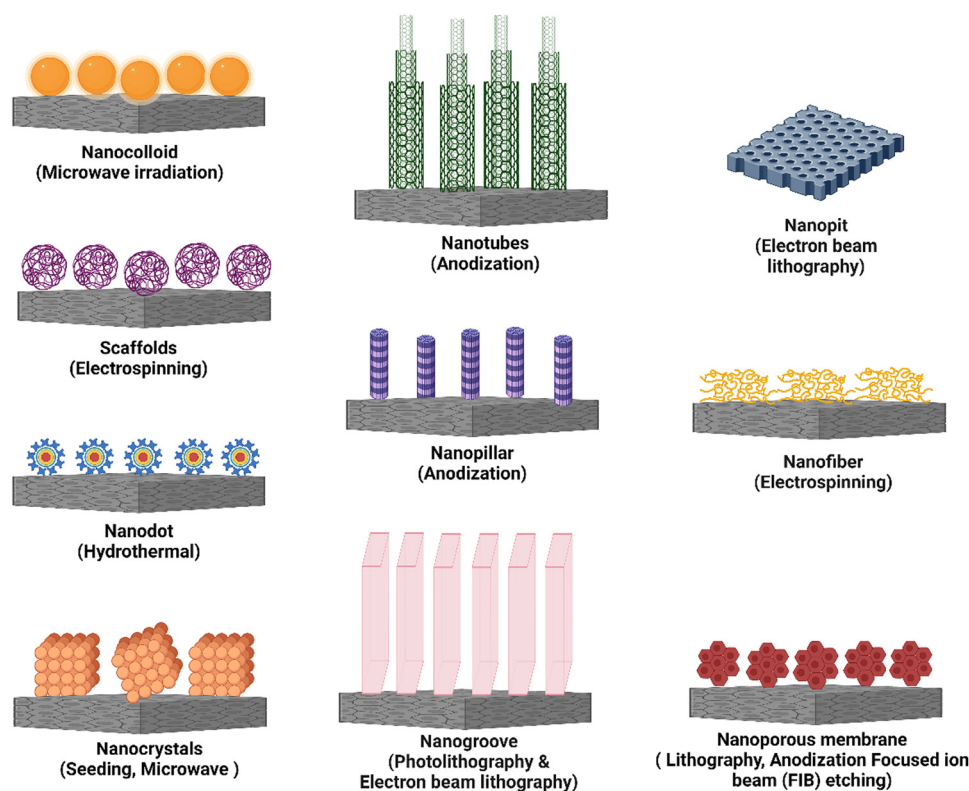 Nanocolloid
(Microwave irradiation)
Scaffolds
(Electrospinning)
Nanodot
(Hydrothermal)
Nanocrystals
(Seeding, Microwave )
Nanotubes
(Anodization)
Nanopillar
(Anodization)
Nanogroove
(Photolithography &
Electron beam lithography)
Nanopit
(Electron beam
lithography)
Nanofiber
(Electrospinning)
Nanoporous membrane
( Lithography, Anodization Focused ion
beam (FIB) etching)